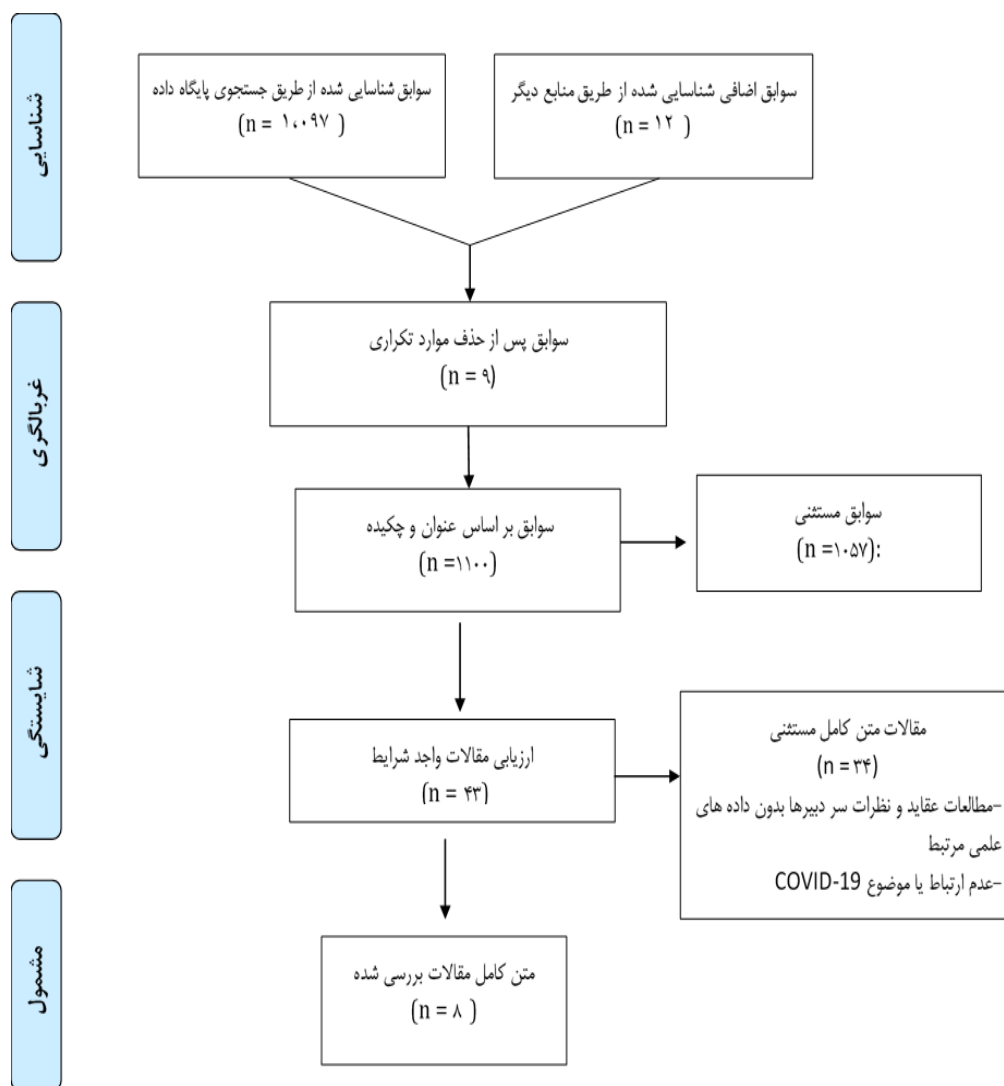 شناسایی
سوابق شناسایی شده از طریق جستجوی پایگاه داده
(n = ۱،۰۹۷ )
سوابق اضافی شناسایی شده از طریق منابع دیگر
(n = ۱۲ )
غربالگری
سوابق پس از حذف موارد تکراری
(n = ۹)
سوابق بر اساس عنوان و چکیده
(n =۱۱۰۰)
سوابق مستثنی
(n =۱۰۵۷):
شایستگی
ارزیابی مقالات واجد شرایط
(n = ۴۳)
مقالات متن کامل مستثنی
(n = ۳۴)
-مطالعات عقاید و نظرات سر دبیرها بدون داده های
علمی مرتبط
-عدم ارتباط با موضوع COVID-19
مشمول
متن کامل مقالات بررسی شده
(n = ۸ )